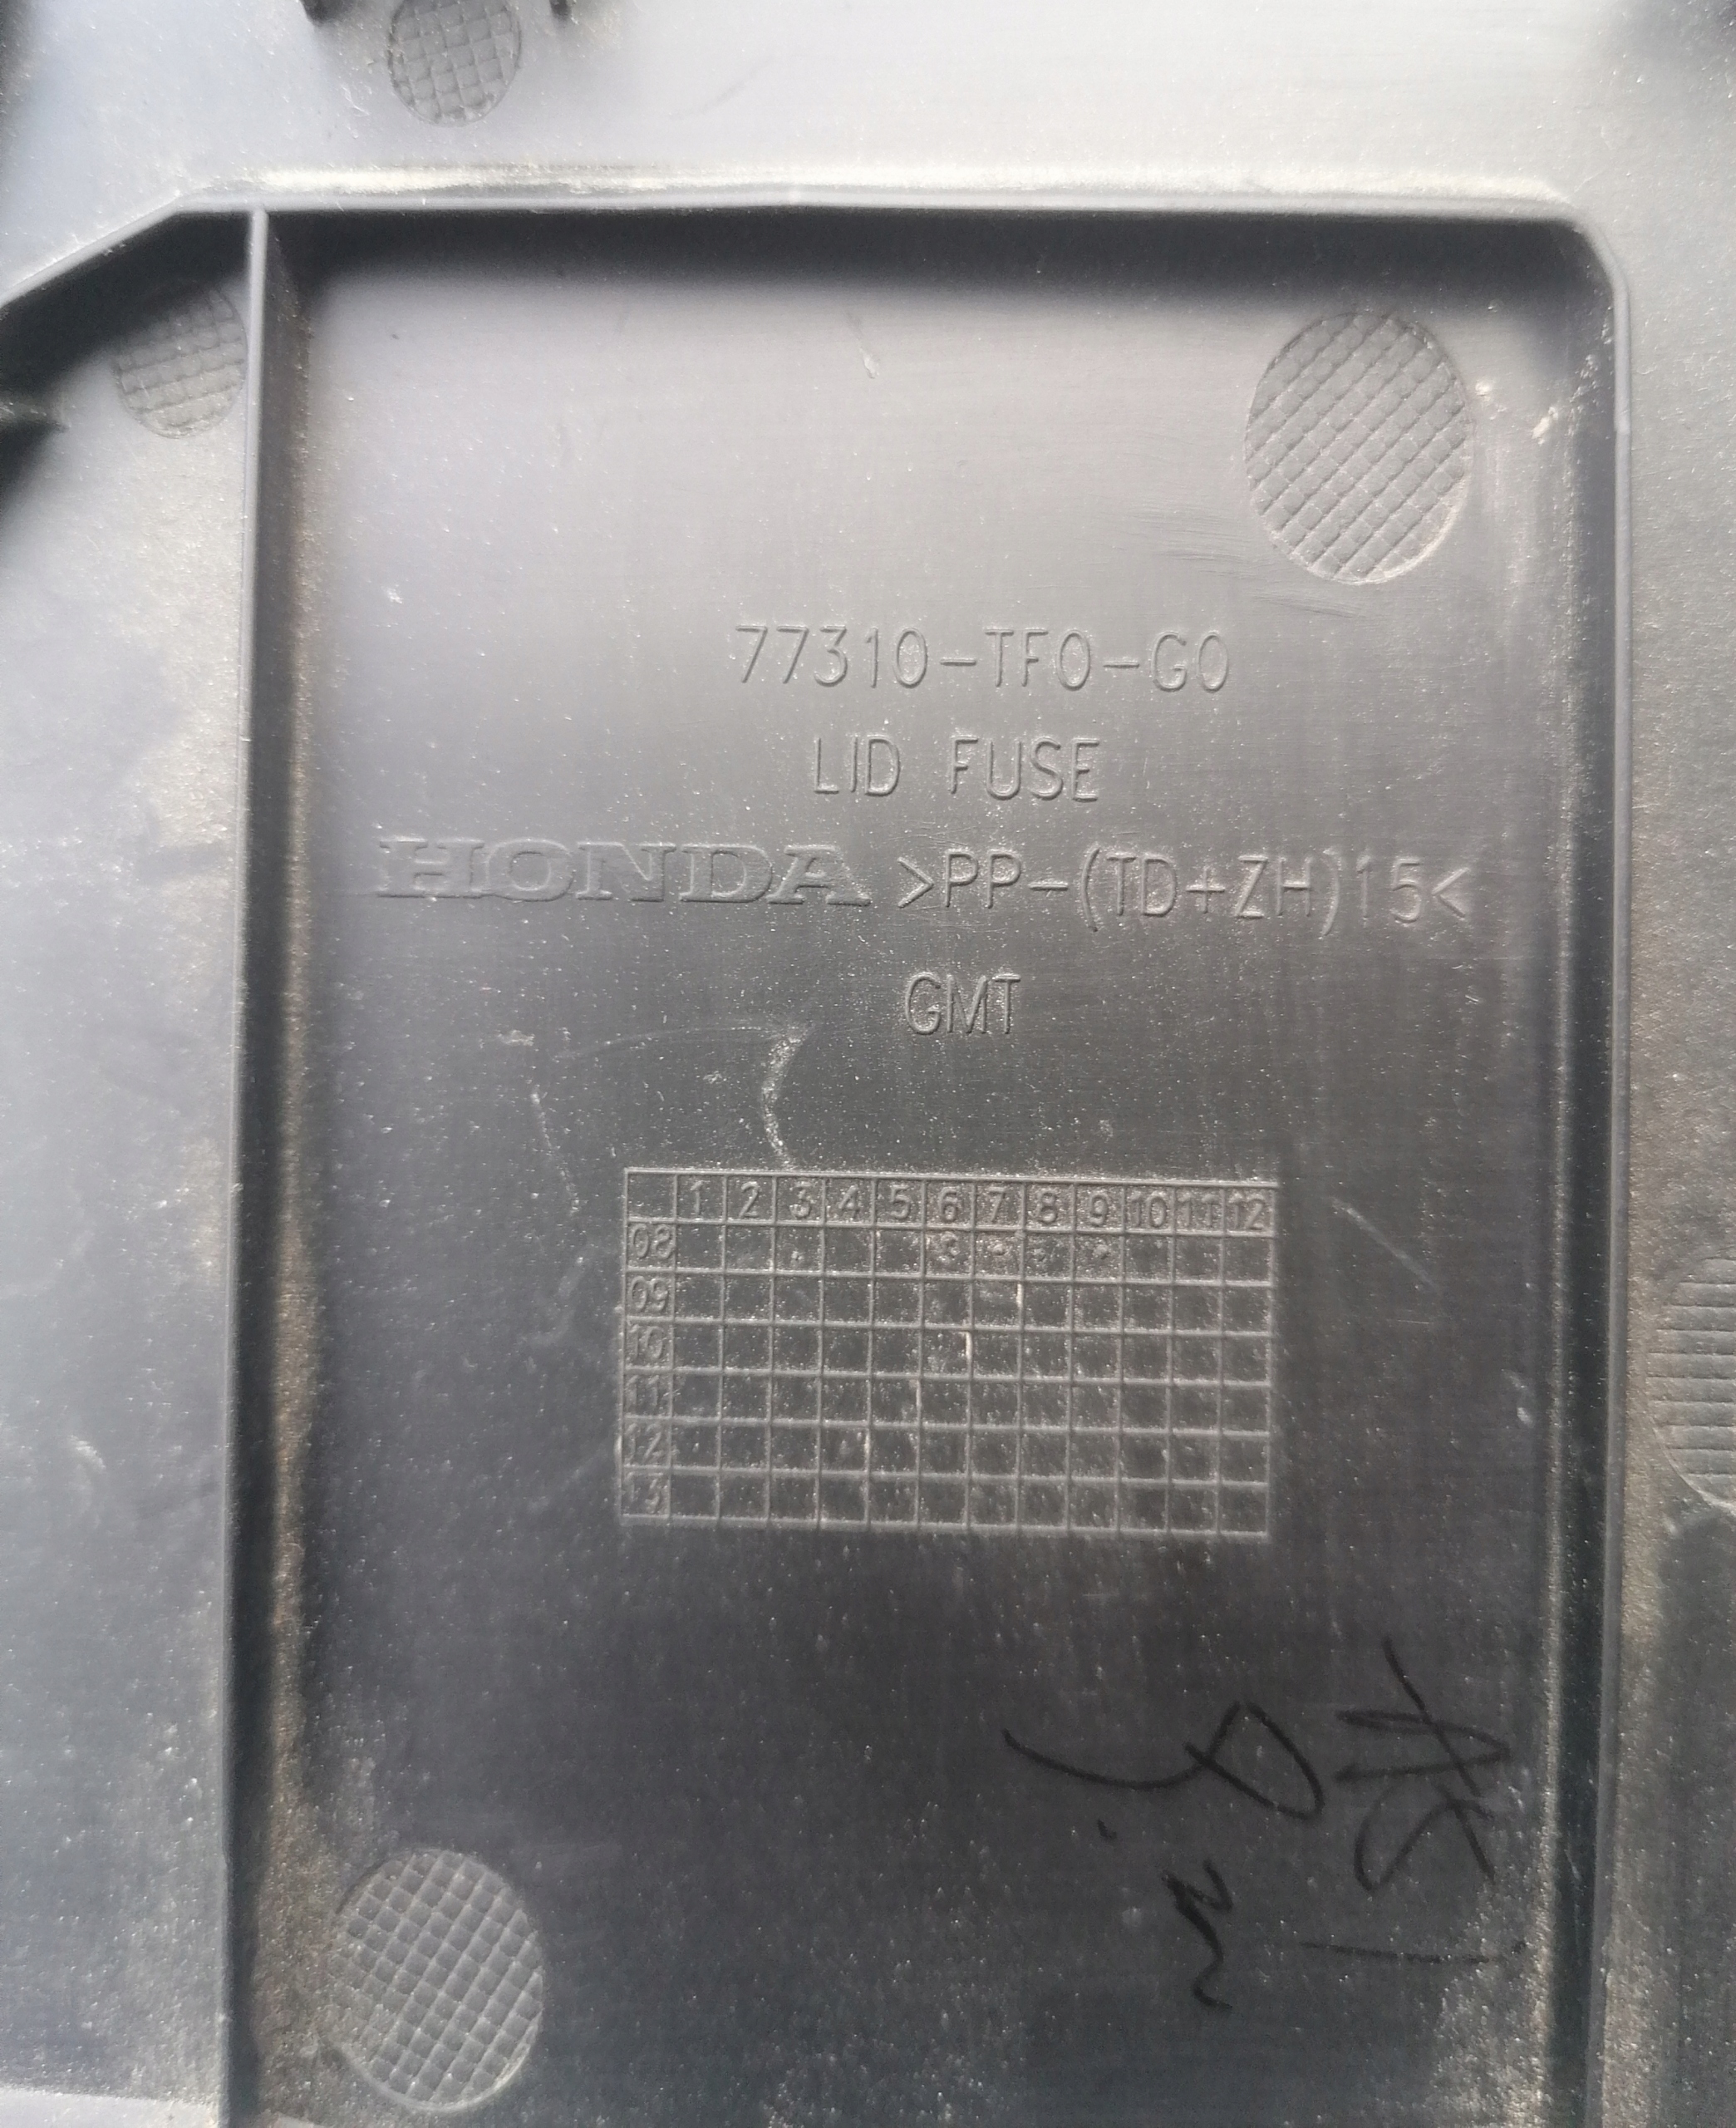 77310-TF0-G0
LID FUSE
HONDA >PP-(TD+ZH)15<
GMT
1 2 3 4 5 6 7 8 9 10 11 12
08
09
10
11
12
13